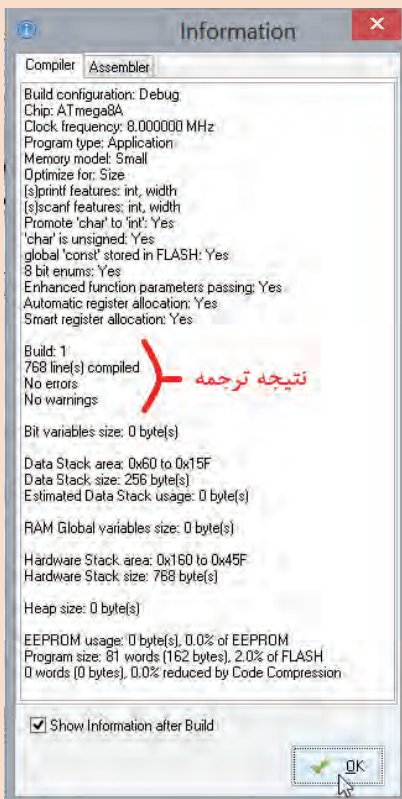 Information
Compiler
Assembler
Build configuration: Debug
Chip: ATmega8A
Clock frequency: 8.000000 MHz
Program type: Application
Memory model: Small
Optimize for: Size
(s)printf features: int, width
(s)scanf features: int, width
Promote 'char' to 'int': Yes
'char' is unsigned: Yes
global 'const' stored in FLASH: Yes
8 bit enums: Yes
Enhanced function parameters passing: Yes
Automatic register allocation: Yes
Smart register allocation: Yes
Build: 1
768 line(s) compiled
No errors
No warnings
نتیجه ترجمه
Bit variables size: 0 byte(s)
Data Stack area: 0x60 to 0x15F
Data Stack size: 256 byte(s)
Estimated Data Stack usage: 0 byte(s)
RAM Global variables size: 0 byte(s)
Hardware Stack area: 0x160 to 0x45F
Hardware Stack size: 768 byte(s)
Heap size: 0 byte(s)
EEPROM usage: 0 byte(s), 0.0% of EEPROM
Program size: 81 words (162 bytes), 2.0% of FLASH
0 words (0 bytes), 0.0% reduced by Code Compression
Show Information after Build
OK